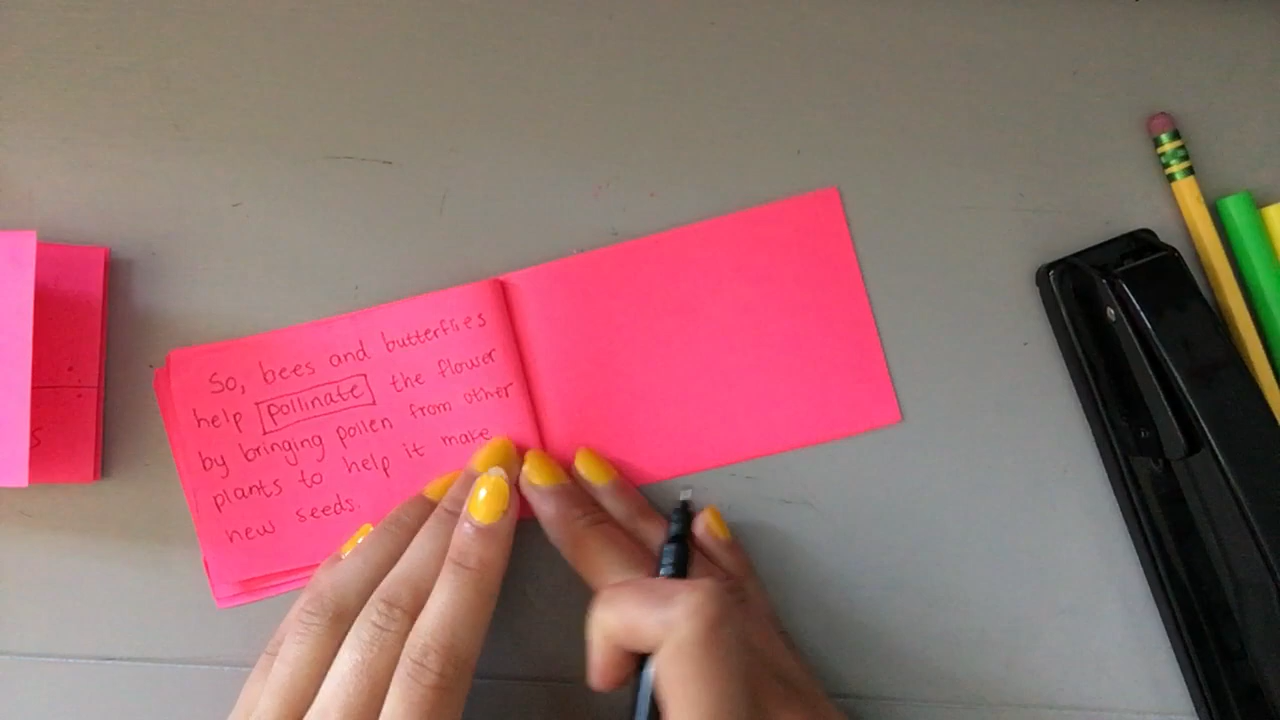 So, bees and butterflies
help pollinate the flower
by bringing pollen from other
plants to help it make
new seeds.
s